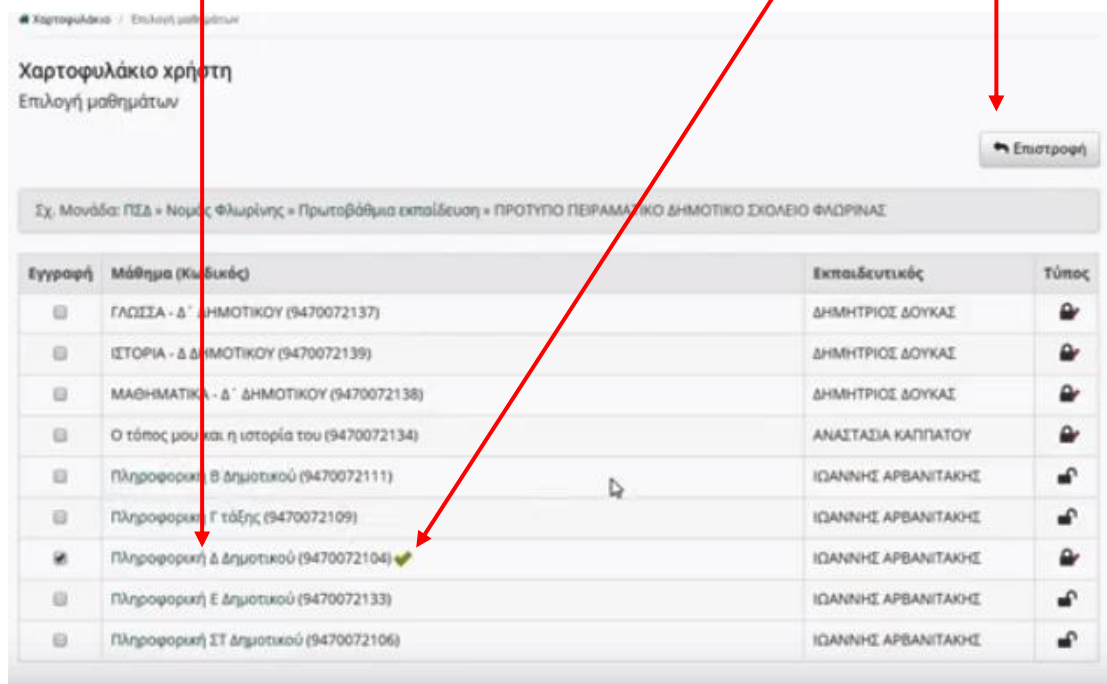 Χαρτοφυλάκιο / Επιλογή μαθημάτων
Χαρτοφυλάκιο χρήστη
Επιλογή μαθημάτων
Επιστροφή
Σχ. Μονάδα: ΠΣΔ » Νομός Φλωρίνης » Πρωτοβάθμια εκπαίδευση » ΠΡΟΤΥΠΟ ΠΕΙΡΑΜΑΤΙΚΟ ΔΗΜΟΤΙΚΟ ΣΧΟΛΕΙΟ ΦΛΩΡΙΝΑΣ
Εγγραφή Μάθημα (Κωδικός) Εκπαιδευτικός Τύπος
ΓΛΩΣΣΑ - Δ΄ ΔΗΜΟΤΙΚΟΥ (9470072137) ΔΗΜΗΤΡΙΟΣ ΔΟΥΚΑΣ
ΙΣΤΟΡΙΑ - Δ ΔΗΜΟΤΙΚΟΥ (9470072139) ΔΗΜΗΤΡΙΟΣ ΔΟΥΚΑΣ
ΜΑΘΗΜΑΤΙΚΑ - Δ΄ ΔΗΜΟΤΙΚΟΥ (9470072138) ΔΗΜΗΤΡΙΟΣ ΔΟΥΚΑΣ
Ο τόπος μου και η ιστορία του (9470072134) ΑΝΑΣΤΑΣΙΑ ΚΑΠΠΑΤΟΥ
Πληροφορική Β Δημοτικού (9470072111) ΙΩΑΝΝΗΣ ΑΡΒΑΝΙΤΑΚΗΣ
Πληροφορική Γ τάξης (9470072109) ΙΩΑΝΝΗΣ ΑΡΒΑΝΙΤΑΚΗΣ
Πληροφορική Δ Δημοτικού (9470072104) ΙΩΑΝΝΗΣ ΑΡΒΑΝΙΤΑΚΗΣ
Πληροφορική Ε Δημοτικού (9470072133) ΙΩΑΝΝΗΣ ΑΡΒΑΝΙΤΑΚΗΣ
Πληροφορική ΣΤ Δημοτικού (9470072106) ΙΩΑΝΝΗΣ ΑΡΒΑΝΙΤΑΚΗΣ